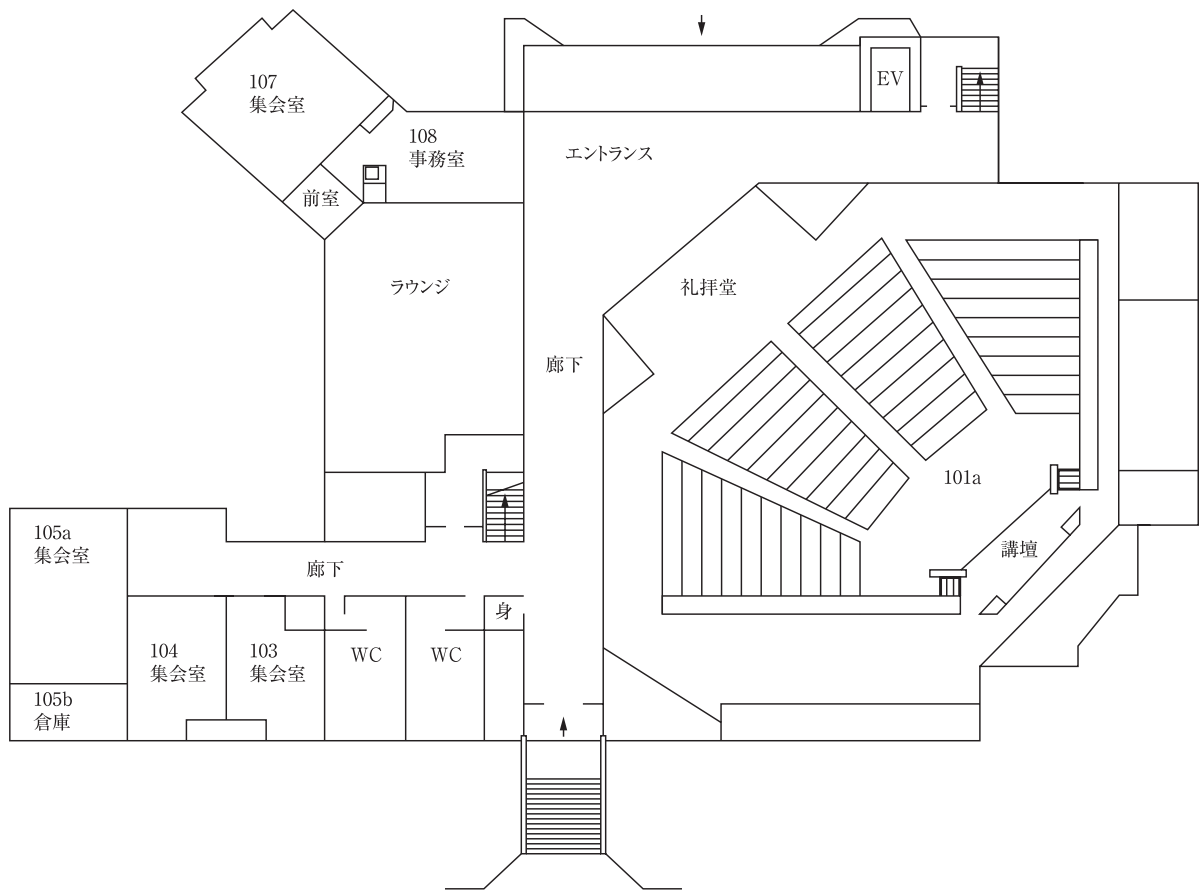 107
集会室
EV
108
事務室
エントランス
前室
ラウンジ
礼拝堂
廊下
101a
105a
集会室
講壇
廊下
身
104
集会室
103
集会室
WC
WC
105b
倉庫